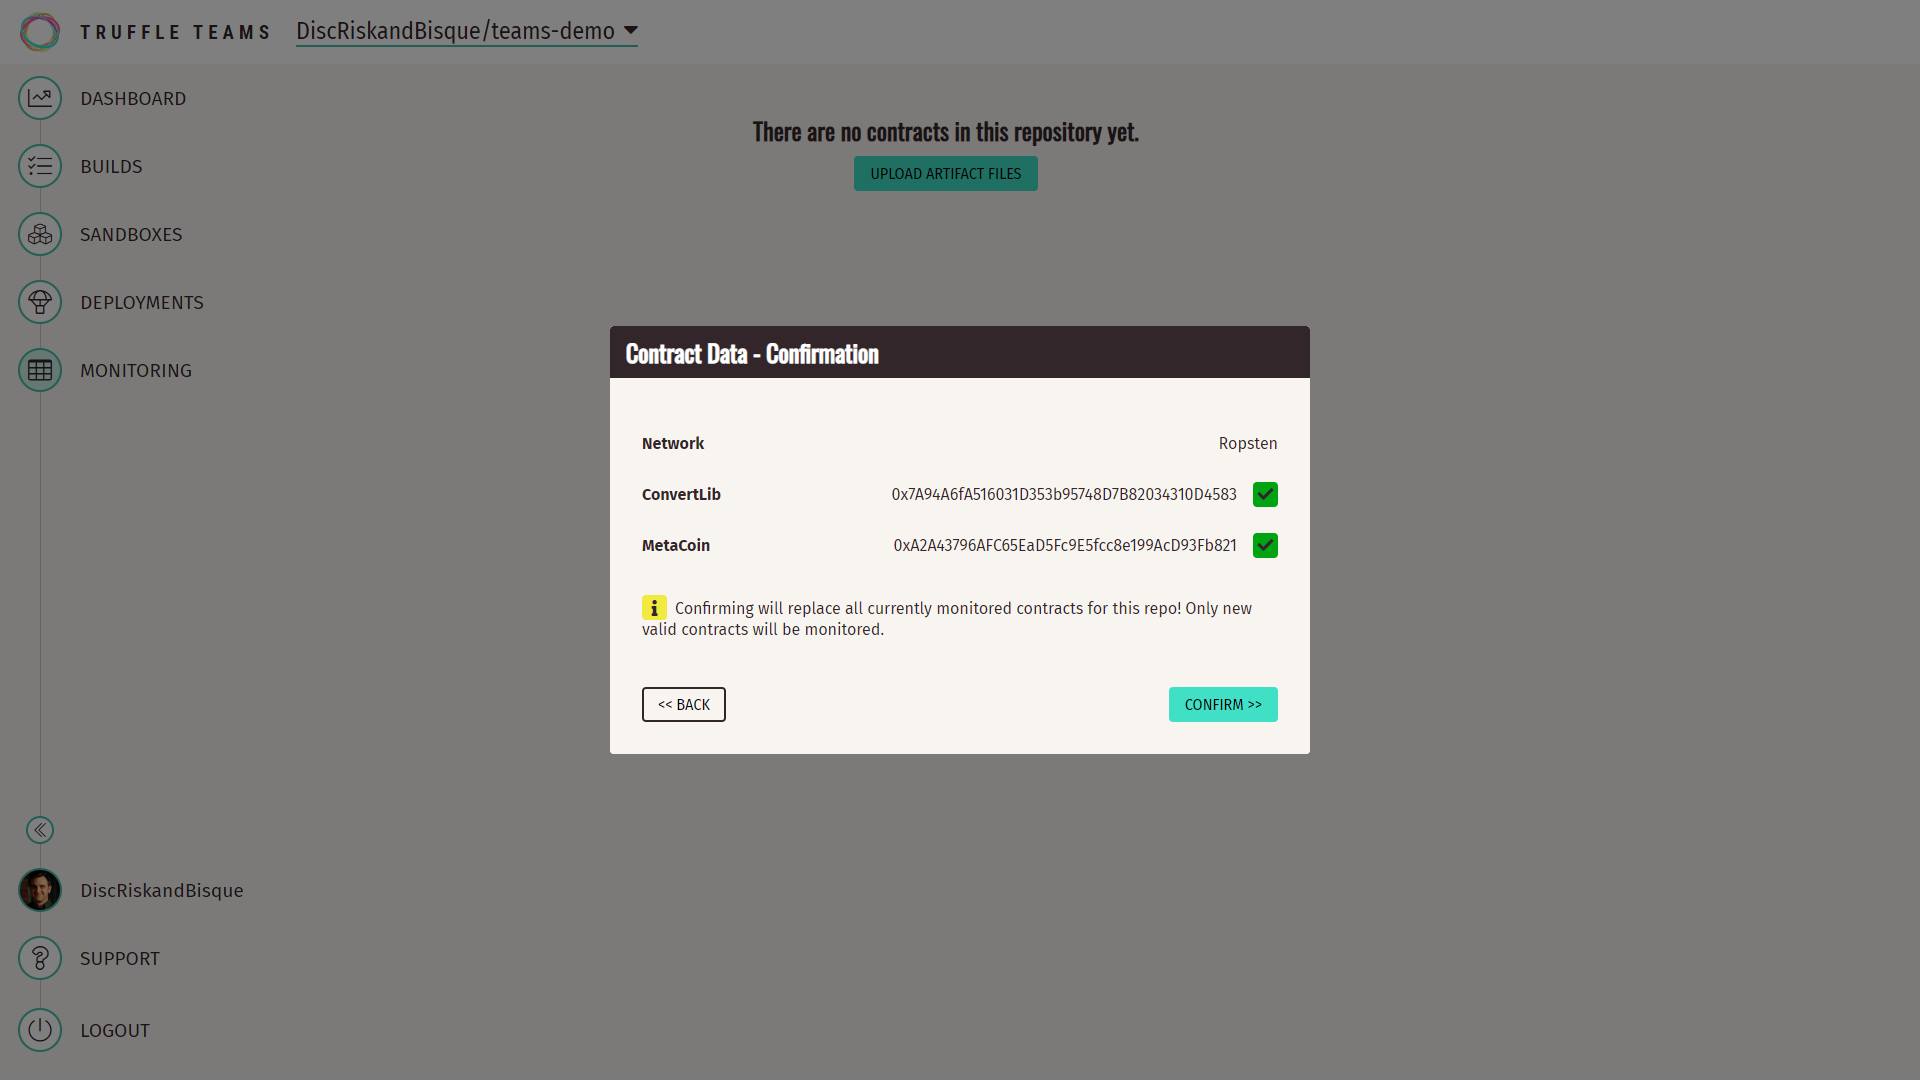 TRUFFLE TEAMS
DiscRiskandBisque/teams-demo
DASHBOARD
BUILDS
SANDBOXES
DEPLOYMENTS
MONITORING
There are no contracts in this repository yet.
UPLOAD ARTIFACT FILES
Contract Data - Confirmation
Network Ropsten
ConvertLib 0x7A94A6fA516031D353b95748D7B82034310D4583
MetaCoin 0xA2A43796AFC65EaD5Fc9E5fcc8e199AcD93Fb821
Confirming will replace all currently monitored contracts for this repo! Only new
valid contracts will be monitored.
<< BACK
CONFIRM >>
DiscRiskandBisque
SUPPORT
LOGOUT